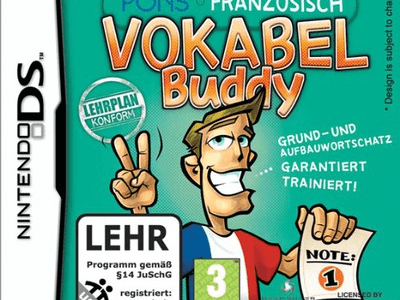 PONS FRANZÖSISCH
VOKABEL
Buddy
LEHRPLAN
KONFORM
GRUND-UND
AUFBAUWORTSCHATZ
GARANTIERT
TRAINIERT!
NINTENDO DS
™
* Design is subject to cha
LEHR
Programm gemäß
§14 JuSchG
registriert:
3
NOTE:
1
LICENSED BY